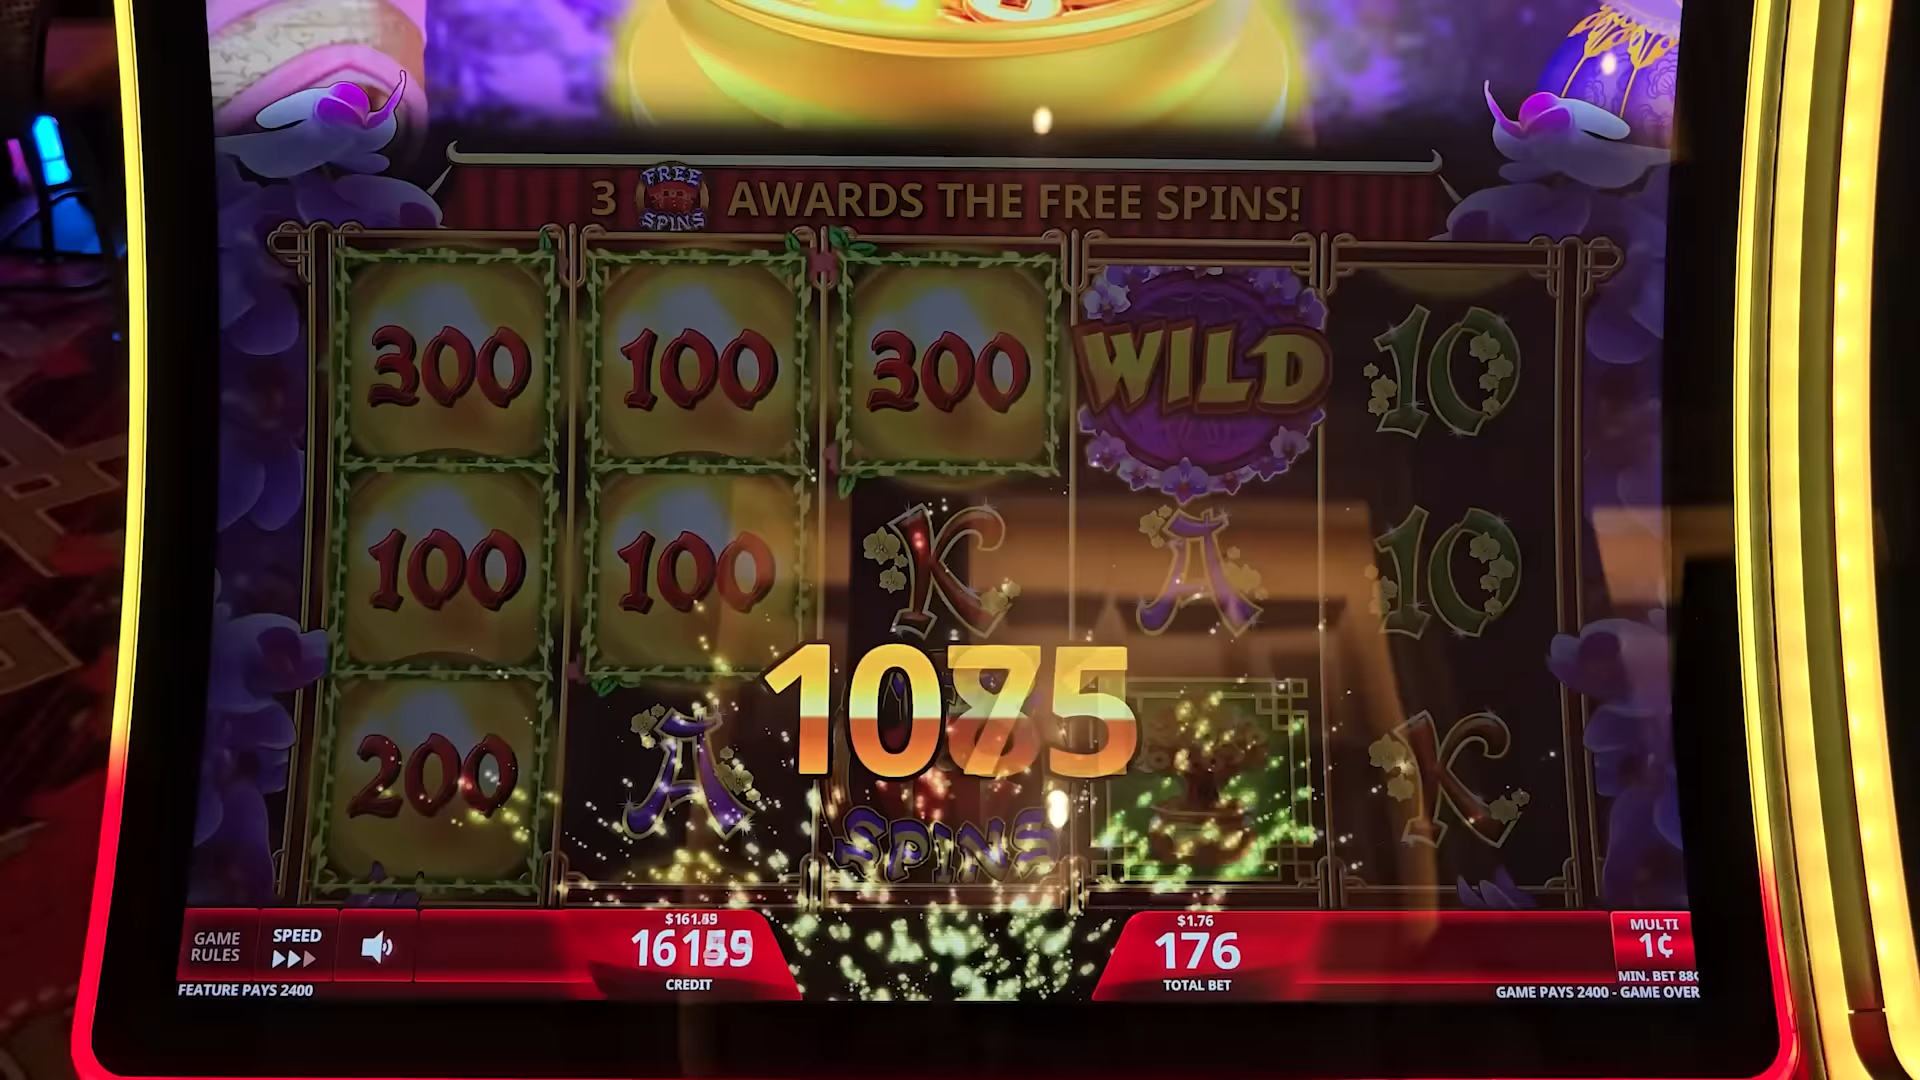 3 FREE SPINS AWARDS THE FREE SPINS!
300 100 300 WILD 10
100 100 K A 10
200 A SPINS K
1075
GAME RULES
SPEED
$1.76
176
TOTAL BET
CREDIT
MULTI
1¢
MIN. BET 88¢
FEATURE PAYS 2400
GAME PAYS 2400 - GAME OVER